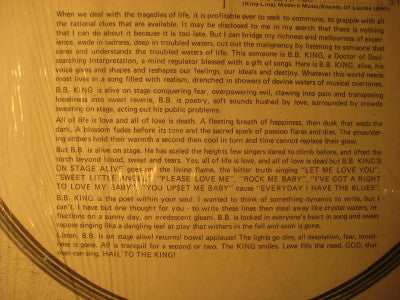 (King-Ling) Modern Music/Sounds Of Lucille (BMI)
When we deal with the tragedies of life, it is profitable ever to seek to commune, to grapple with all
the rational clues that are available. It may be disclosed to me in my search that there is nothing
that I can do about it because it is too late. But I can bridge my richness and mellowness of exper-
ience, wade in sadness, deep in troubled waters, cut out the malignancy by listening to someone that
cares and understands the troubled waters of life. This someone is B.B. KING, a Doctor of Soul-
searching Interpretation, a mind regulator blessed with a gift of songs. Here is B.B. KING, alive, his
voice gives and shapes and reshapes our feelings, our ideals and destiny. Whatever this world needs
most lives in a song filled with realism, drenched in showers of devine waters of musical overtones.
B.B. KING is alive on stage conquering fear, overpowering evil, clawing into pain and transposing
loneliness into sweet reverie, B.B. is poetry, soft sounds hushed by love, surrounded by crowds
sweating on stage, acting out his public problems.
All of life is love and all of love is death. A fleeting breath of happiness, then dusk that weds the
dark. A blossom fades before its time and the sacred spark of passion flares and dies. The smoulder-
ing embers hold their warmth a second then cool in turn and time cannot replace their glow.
But B.B. is alive on stage. He has scaled the heights few singers dared to climb before, and lifted the
torch beyond blood, sweat and tears. Yes, all of life is love, and all of love is dead but B.B. KING'S
ON STAGE ALIVE; goes on the living flame, the bitter truth singing "LET ME LOVE YOU",
"SWEET LITTLE ANGEL", "PLEASE LOVE ME", "ROCK ME BABY", "I'VE GOT A RIGHT
TO LOVE MY BABY", "YOU UPSET ME BABY" cause "EVERYDAY I HAVE THE BLUES".
B.B. KING is the poet within your soul. I wanted to think of something dynamic to write, but I
can't. I have but one thought for you - to write these lines then steal away like crystal waters, re-
flections on a sunny day, an irredescent gleam. B.B. is locked in everyone's heart in song and sweet
repose singing like a dangling leaf at play that withers in the fall and soon is gone.
Listen, B.B. is on stage alive! returns! bows! applause! The lights go dim, all desolation, fear, loneli-
ness is gone. All is tranquil for a second or two. The KING smiles. Love fills the need. GOD, that
man can sing. HAIL TO THE KING!